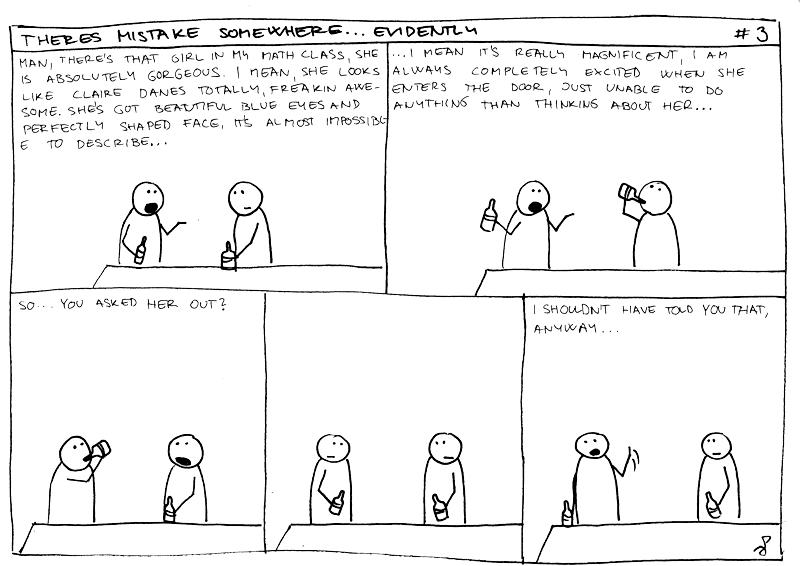 THERES MISTAKE SOMEWHERE... EVIDENTLY
#3
MAN, THERE'S THAT GIRL IN MY MATH CLASS, SHE
IS ABSOLUTELY GORGEOUS. I MEAN, SHE LOOKS
LIKE CLAIRE DANES TOTALLY, FREAKIN AWE-
SOME. SHE'S GOT BEAUTIFUL BLUE EYES AND
PERFECTLY SHAPED FACE, IT'S ALMOST IMPOSSIBL
E TO DESCRIBE...
...I MEAN IT'S REALLY MAGNIFICENT, I AM
ALWAYS COMPLETELY EXCITED WHEN SHE
ENTERS THE DOOR, JUST UNABLE TO DO
ANYTHING THAN THINKING ABOUT HER...
SO... YOU ASKED HER OUT?
I SHOULDN'T HAVE TOLD YOU THAT,
ANYWAY...